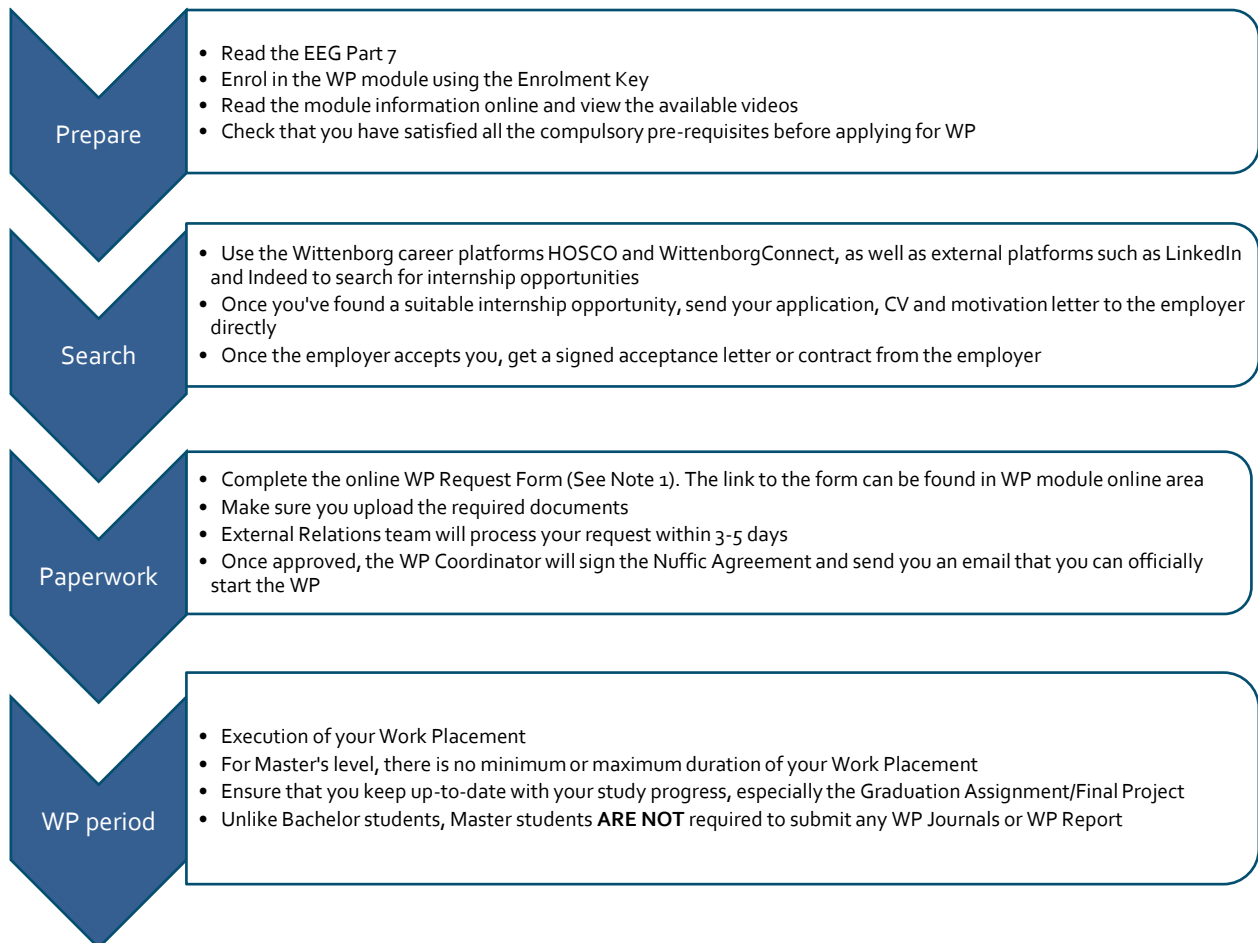 Prepare
• Read the EEG Part 7
• Enrol in the WP module using the Enrolment Key
• Read the module information online and view the available videos
• Check that you have satisfied all the compulsory pre-requisites before applying for WP
Search
• Use the Wittenborg career platforms HOSCO and WittenborgConnect, as well as external platforms such as LinkedIn
and Indeed to search for internship opportunities
• Once you've found a suitable internship opportunity, send your application, CV and motivation letter to the employer
directly
• Once the employer accepts you, get a signed acceptance letter or contract from the employer
Paperwork
• Complete the online WP Request Form (See Note 1). The link to the form can be found in WP module online area
• Make sure you upload the required documents
• External Relations team will process your request within 3-5 days
• Once approved, the WP Coordinator will sign the Nuffic Agreement and send you an email that you can officially
start the WP
WP period
• Execution of your Work Placement
• For Master's level, there is no minimum or maximum duration of your Work Placement
• Ensure that you keep up-to-date with your study progress, especially the Graduation Assignment/Final Project
• Unlike Bachelor students, Master students ARE NOT required to submit any WP Journals or WP Report